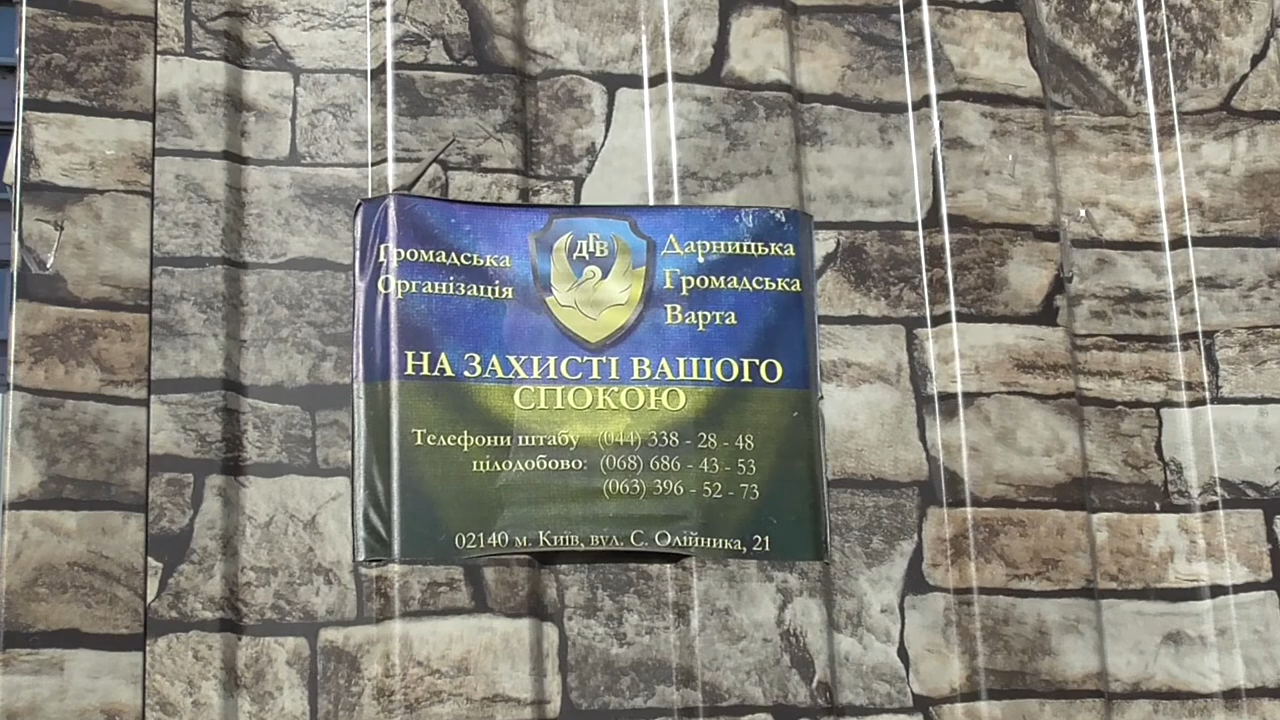 Громадська
Організація
ДГВ
Дарницька
Громадська
Варта
НА ЗАХИСТІ ВАШОГО
СПОКОЮ
Телефони штабу (044) 338 - 28 - 48
цілодобово: (068) 686 - 43 - 53
(063) 396 - 52 - 73
02140 м. Київ, вул. С. Олійника, 21